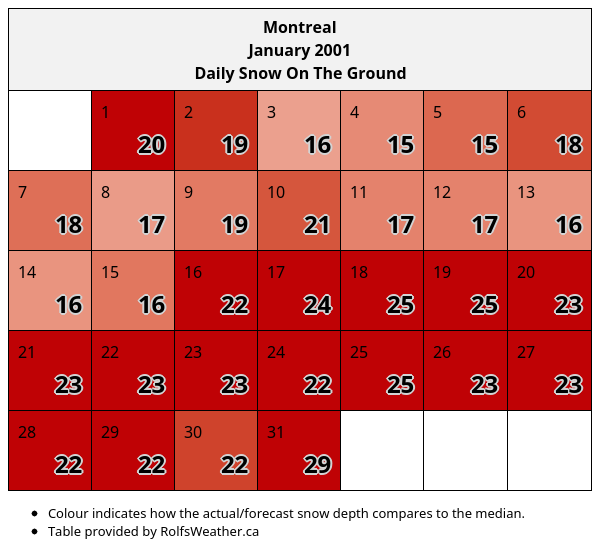 Montreal
January 2001
Daily Snow On The Ground
1 2 3 4 5 6
20 19 16 15 15 18
7 8 9 10 11 12 13
18 17 19 21 17 17 16
14 15 16 17 18 19 20
16 16 22 24 25 25 23
21 22 23 24 25 26 27
23 23 23 22 25 23 23
28 29 30 31
22 22 22 29
• Colour indicates how the actual/forecast snow depth compares to the median.
• Table provided by RolfsWeather.ca